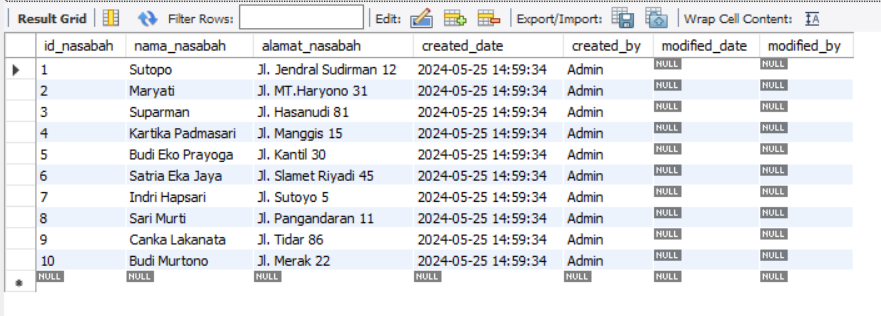 Result Grid Filter Rows: Edit: Export/Import: Wrap Cell Content: IA
id_nasabah nama_nasabah alamat_nasabah created_date created_by modified_date modified_by
1 Sutopo Jl. Jendral Sudirman 12 2024-05-25 14:59:34 Admin NULL NULL
2 Maryati Jl. MT.Haryono 31 2024-05-25 14:59:34 Admin NULL NULL
3 Suparman Jl. Hasanudi 81 2024-05-25 14:59:34 Admin NULL NULL
4 Kartika Padmasari Jl. Manggis 15 2024-05-25 14:59:34 Admin NULL NULL
5 Budi Eko Prayoga Jl. Kantil 30 2024-05-25 14:59:34 Admin NULL NULL
6 Satria Eka Jaya Jl. Slamet Riyadi 45 2024-05-25 14:59:34 Admin NULL NULL
7 Indri Hapsari Jl. Sutoyo 5 2024-05-25 14:59:34 Admin NULL NULL
8 Sari Murti Jl. Pangandaran 11 2024-05-25 14:59:34 Admin NULL NULL
9 Canka Lakanata Jl. Tidar 86 2024-05-25 14:59:34 Admin NULL NULL
10 Budi Murtono Jl. Merak 22 2024-05-25 14:59:34 Admin NULL NULL
NULL NULL NULL NULL NULL NULL NULL